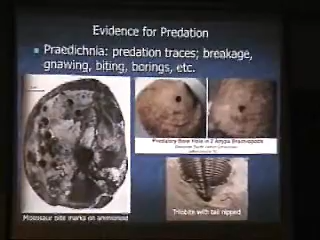 Evidence for Predation
Praedichnia: predation traces; breakage,
gnawing, biting, borings, etc.
Predatory Bore Hole in 2 Atrypa Brachiopods
Mosasaur bite marks on ammonoid
Trilobite with tail nipped